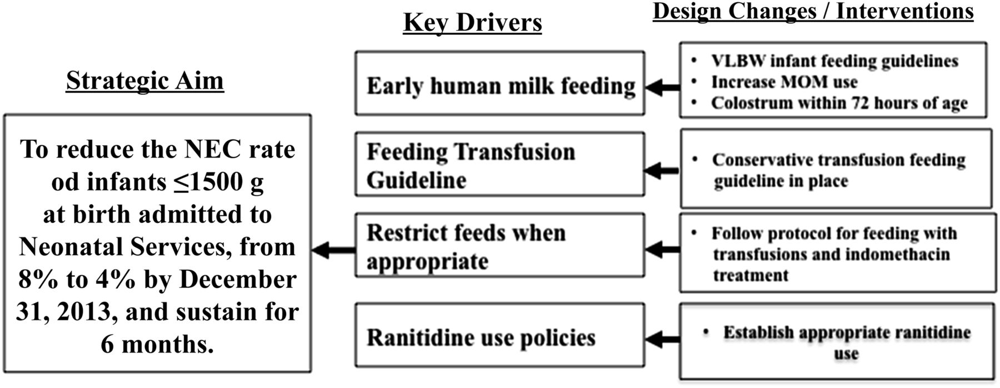 Strategic Aim
To reduce the NEC rate
od infants ≤1500 g
at birth admitted to
Neonatal Services, from
8% to 4% by December
31, 2013, and sustain for
6 months.
Key Drivers
Early human milk feeding
Feeding Transfusion
Guideline
Restrict feeds when
appropriate
Ranitidine use policies
Design Changes / Interventions
• VLBW infant feeding guidelines
• Increase MOM use
• Colostrum within 72 hours of age
• Conservative transfusion feeding
guideline in place
• Follow protocol for feeding with
transfusions and indomethacin
treatment
• Establish appropriate ranitidine
use